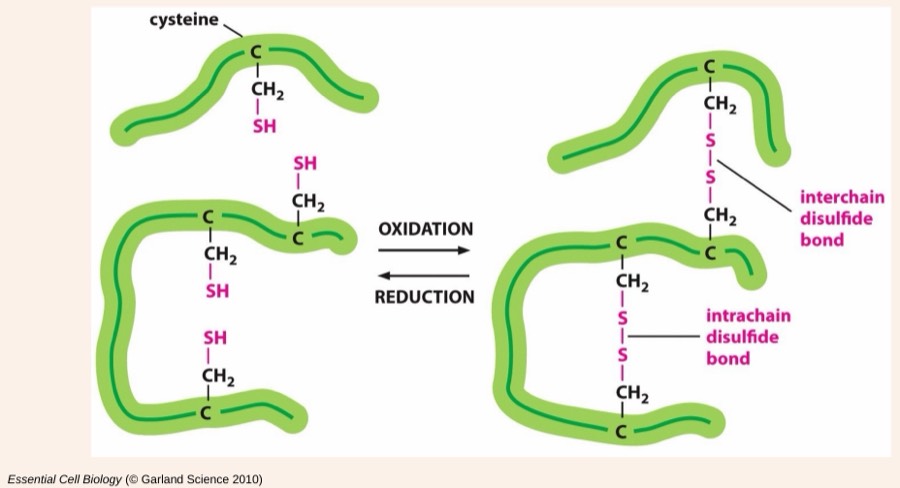 cysteine
C
CH₂
SH
SH
CH₂
C
C
CH₂
SH
SH
CH₂
C
OXIDATION
REDUCTION
C
CH₂
S
S
CH₂
C
interchain
disulfide
bond
C
CH₂
S
S
CH₂
C
intrachain
disulfide
bond
Essential Cell Biology (© Garland Science 2010)